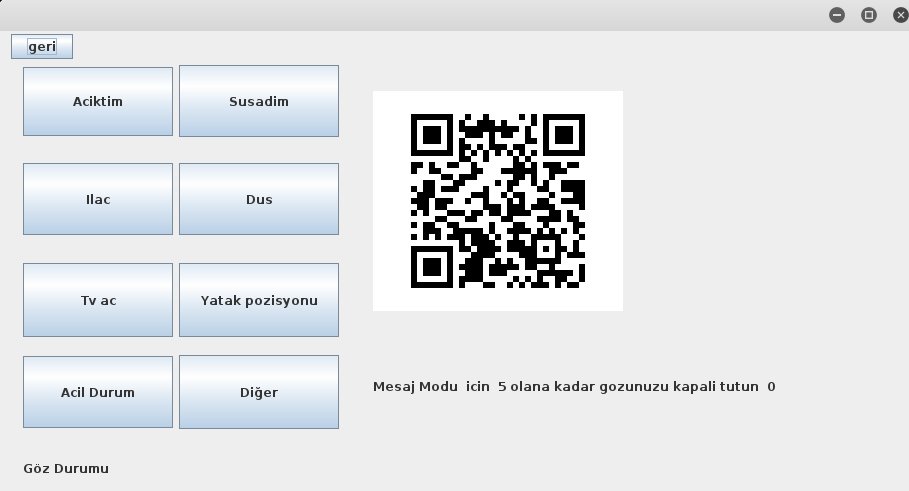 geri
Aciktim
Susadim
Ilac
Dus
Tv ac
Yatak pozisyonu
Acil Durum
Diğer
Mesaj Modu icin 5 olana kadar gozunuzu kapali tutun 0
Göz Durumu